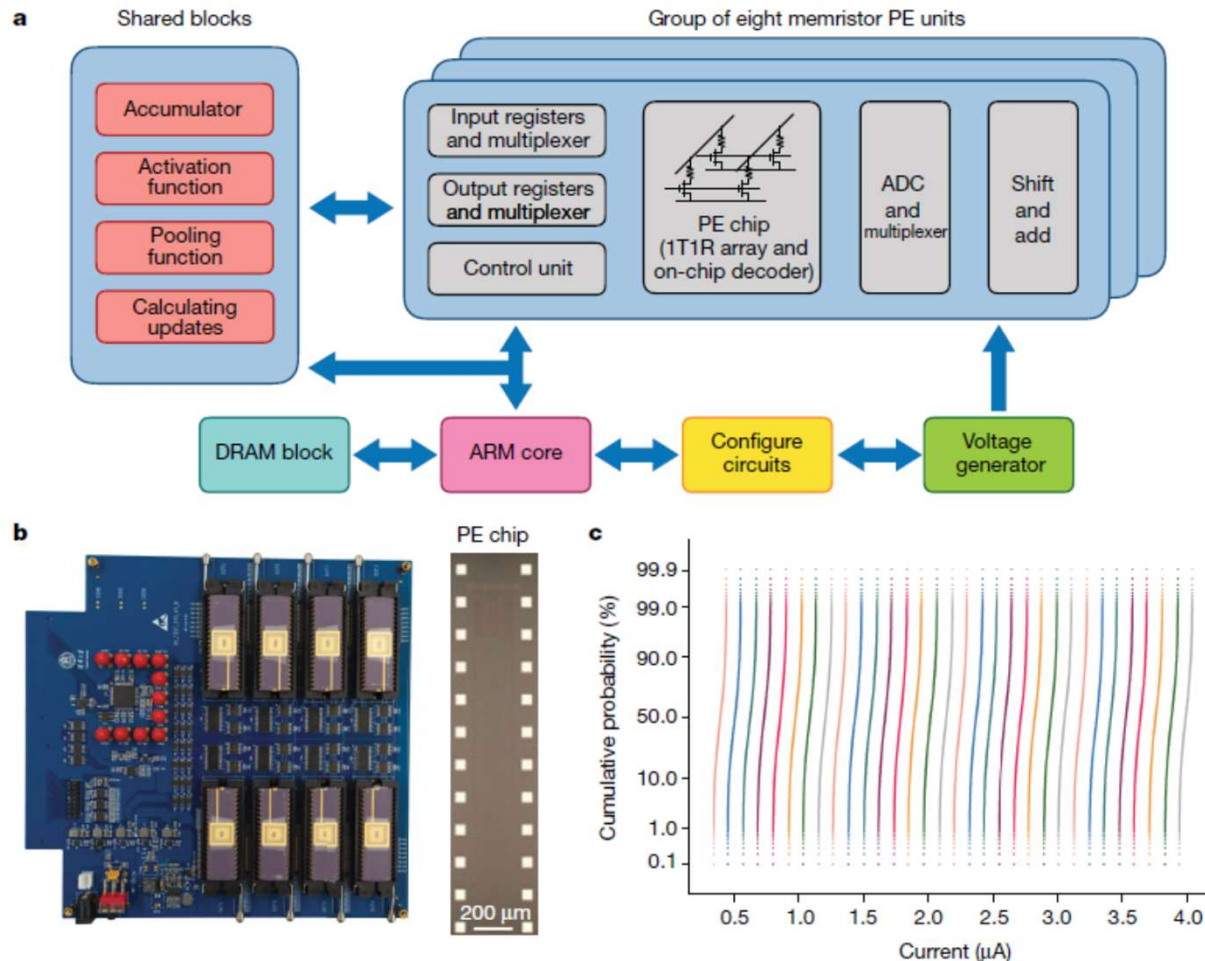 a
Shared blocks
Group of eight memristor PE units
Accumulator
Activation
function
Pooling
function
Calculating
updates
Input registers
and multiplexer
Output registers
and multiplexer
Control unit
PE chip
(1T1R array and
on-chip decoder)
ADC
and
multiplexer
Shift
and
add
DRAM block
ARM core
Configure
circuits
Voltage
generator
b
PE chip
200 μm
c
Cumulative probability (%)
99.9
99.0
90.0
50.0
10.0
1.0
0.1
0.5 1.0 1.5 2.0 2.5 3.0 3.5 4.0
Current (μA)